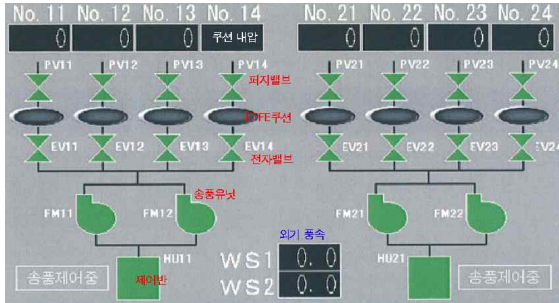 No. 11 No. 12 No. 13 No. 14 No. 21 No. 22 No. 23 No. 24
0 0 0 쿠션 내압 0 0 0 0
PV11 PV12 PV13 PV14 PV21 PV22 PV23 PV24
퍼지밸브
ETFE쿠션
EV11 EV12 EV13 EV14 EV21 EV22 EV23 EV24
전자밸브
송풍유닛
FM11 FM12 FM21 FM22
외기 풍속
HU11 WS1 0.0 HU21
송풍제어중 제어반 WS2 0.0 송풍제어중